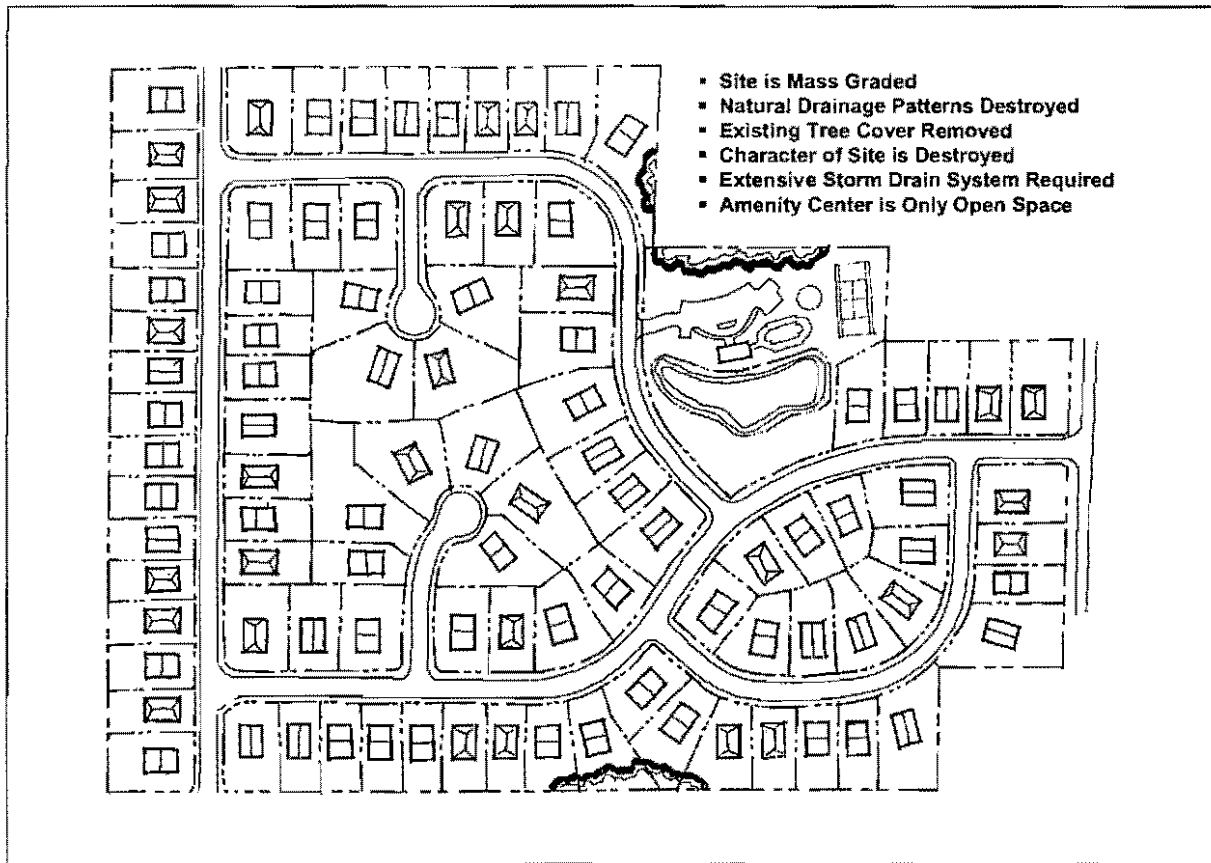 ▪ Site is Mass Graded
▪ Natural Drainage Patterns Destroyed
▪ Existing Tree Cover Removed
▪ Character of Site is Destroyed
▪ Extensive Storm Drain System Required
▪ Amenity Center is Only Open Space